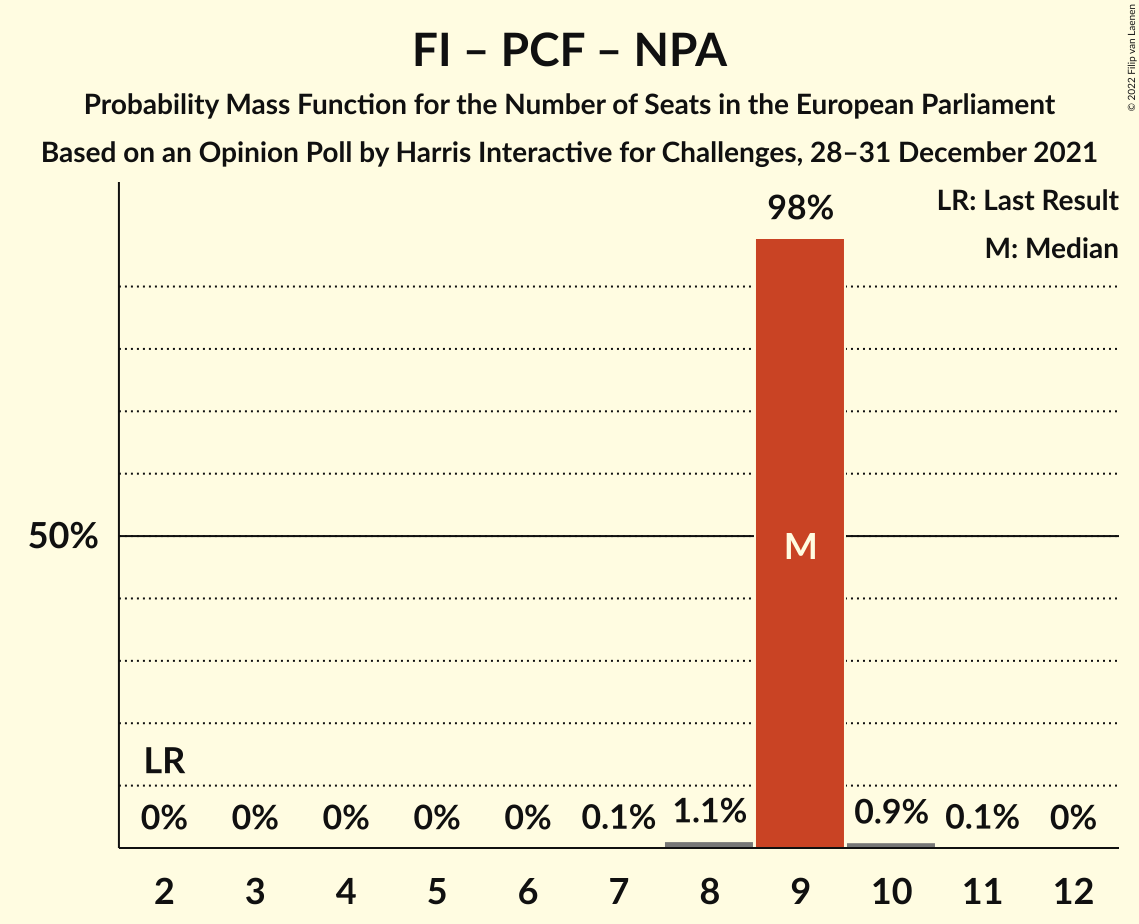 FI – PCF – NPA
Probability Mass Function for the Number of Seats in the European Parliament
Based on an Opinion Poll by Harris Interactive for Challenges, 28–31 December 2021
© 2022 Filip van Laenen
LR: Last Result
M: Median
98%
50%
M
LR
0% 0% 0% 0% 0% 0.1% 1.1% 0.9% 0.1% 0%
2 3 4 5 6 7 8 9 10 11 12